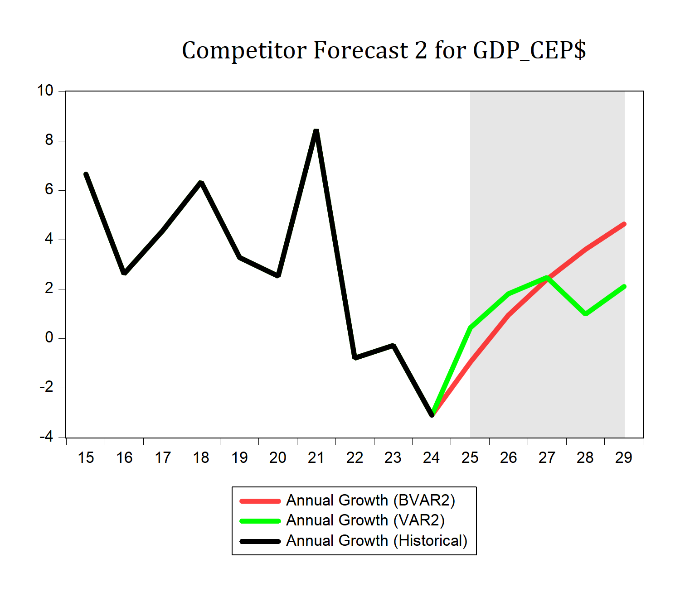 Competitor Forecast 2 for GDP_CEP$
10
8
6
4
2
0
-2
-4
15 16 17 18 19 20 21 22 23 24 25 26 27 28 29
Annual Growth (BVAR2)
Annual Growth (VAR2)
Annual Growth (Historical)